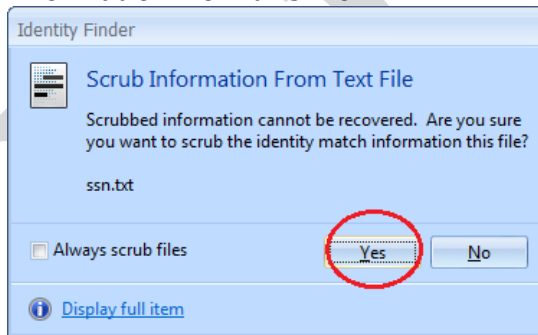 Identity Finder
Scrub Information From Text File
Scrubbed information cannot be recovered. Are you sure
you want to scrub the identity match information this file?
ssn.txt
Always scrub files
Yes
No
Display full item